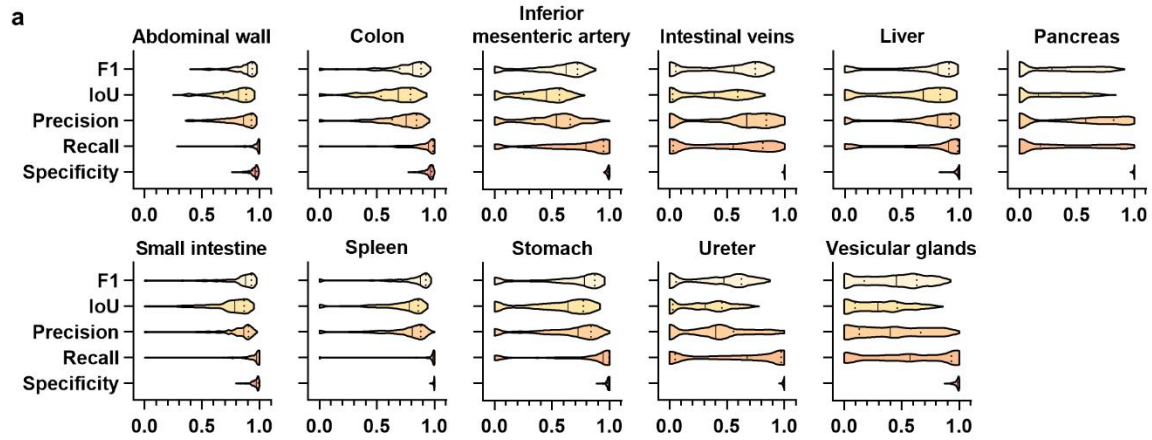 a
Abdominal wall
Colon
Inferior
mesenteric artery
Intestinal veins
Liver
Pancreas
F1
IoU
Precision
Recall
Specificity
0.0 0.5 1.0
0.0 0.5 1.0
0.0 0.5 1.0
0.0 0.5 1.0
0.0 0.5 1.0
0.0 0.5 1.0
Small intestine
Spleen
Stomach
Ureter
Vesicular glands
F1
IoU
Precision
Recall
Specificity
0.0 0.5 1.0
0.0 0.5 1.0
0.0 0.5 1.0
0.0 0.5 1.0
0.0 0.5 1.0